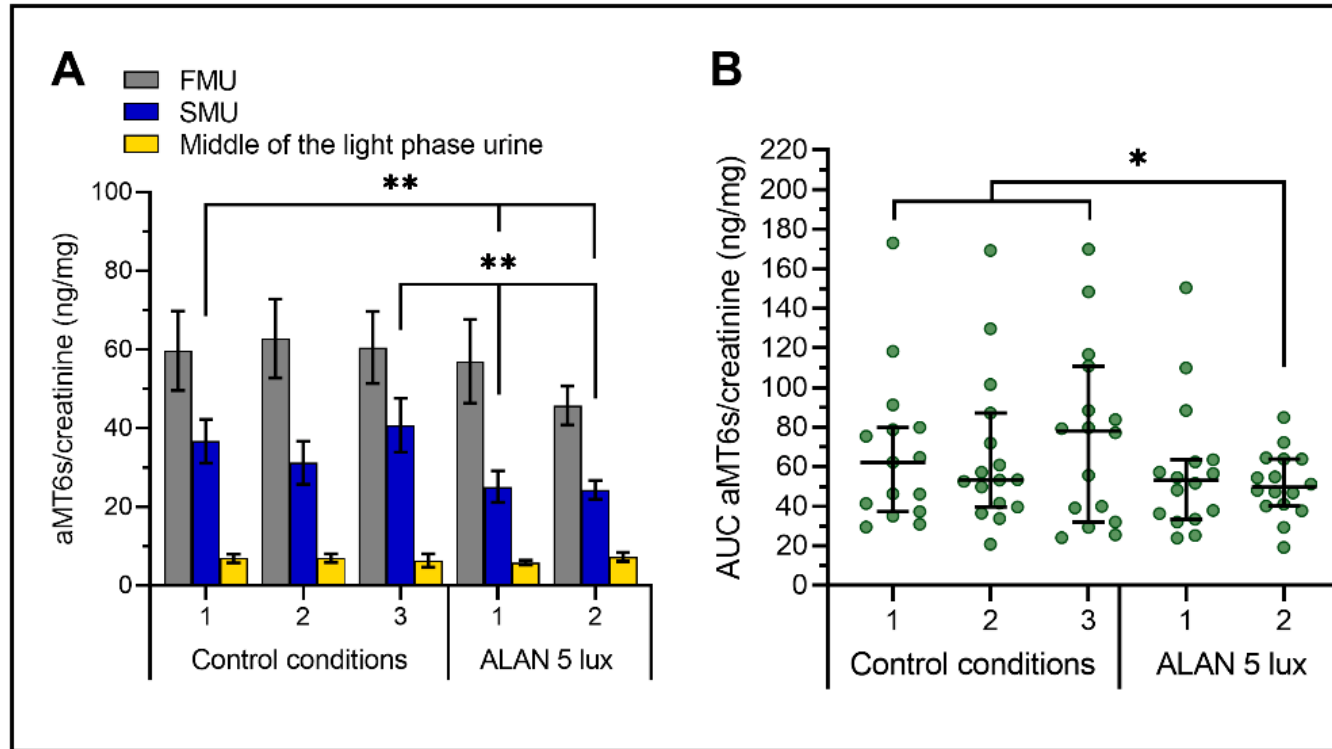 A
FMU
SMU
Middle of the light phase urine
aMT6s/creatinine (ng/mg)
100
80
60
40
20
0
**
**
1 2 3 1 2
Control conditions ALAN 5 lux
B
AUC aMT6s/creatinine (ng/mg)
220
200
180
160
140
120
100
80
60
40
20
0
*
1 2 3 1 2
Control conditions ALAN 5 lux